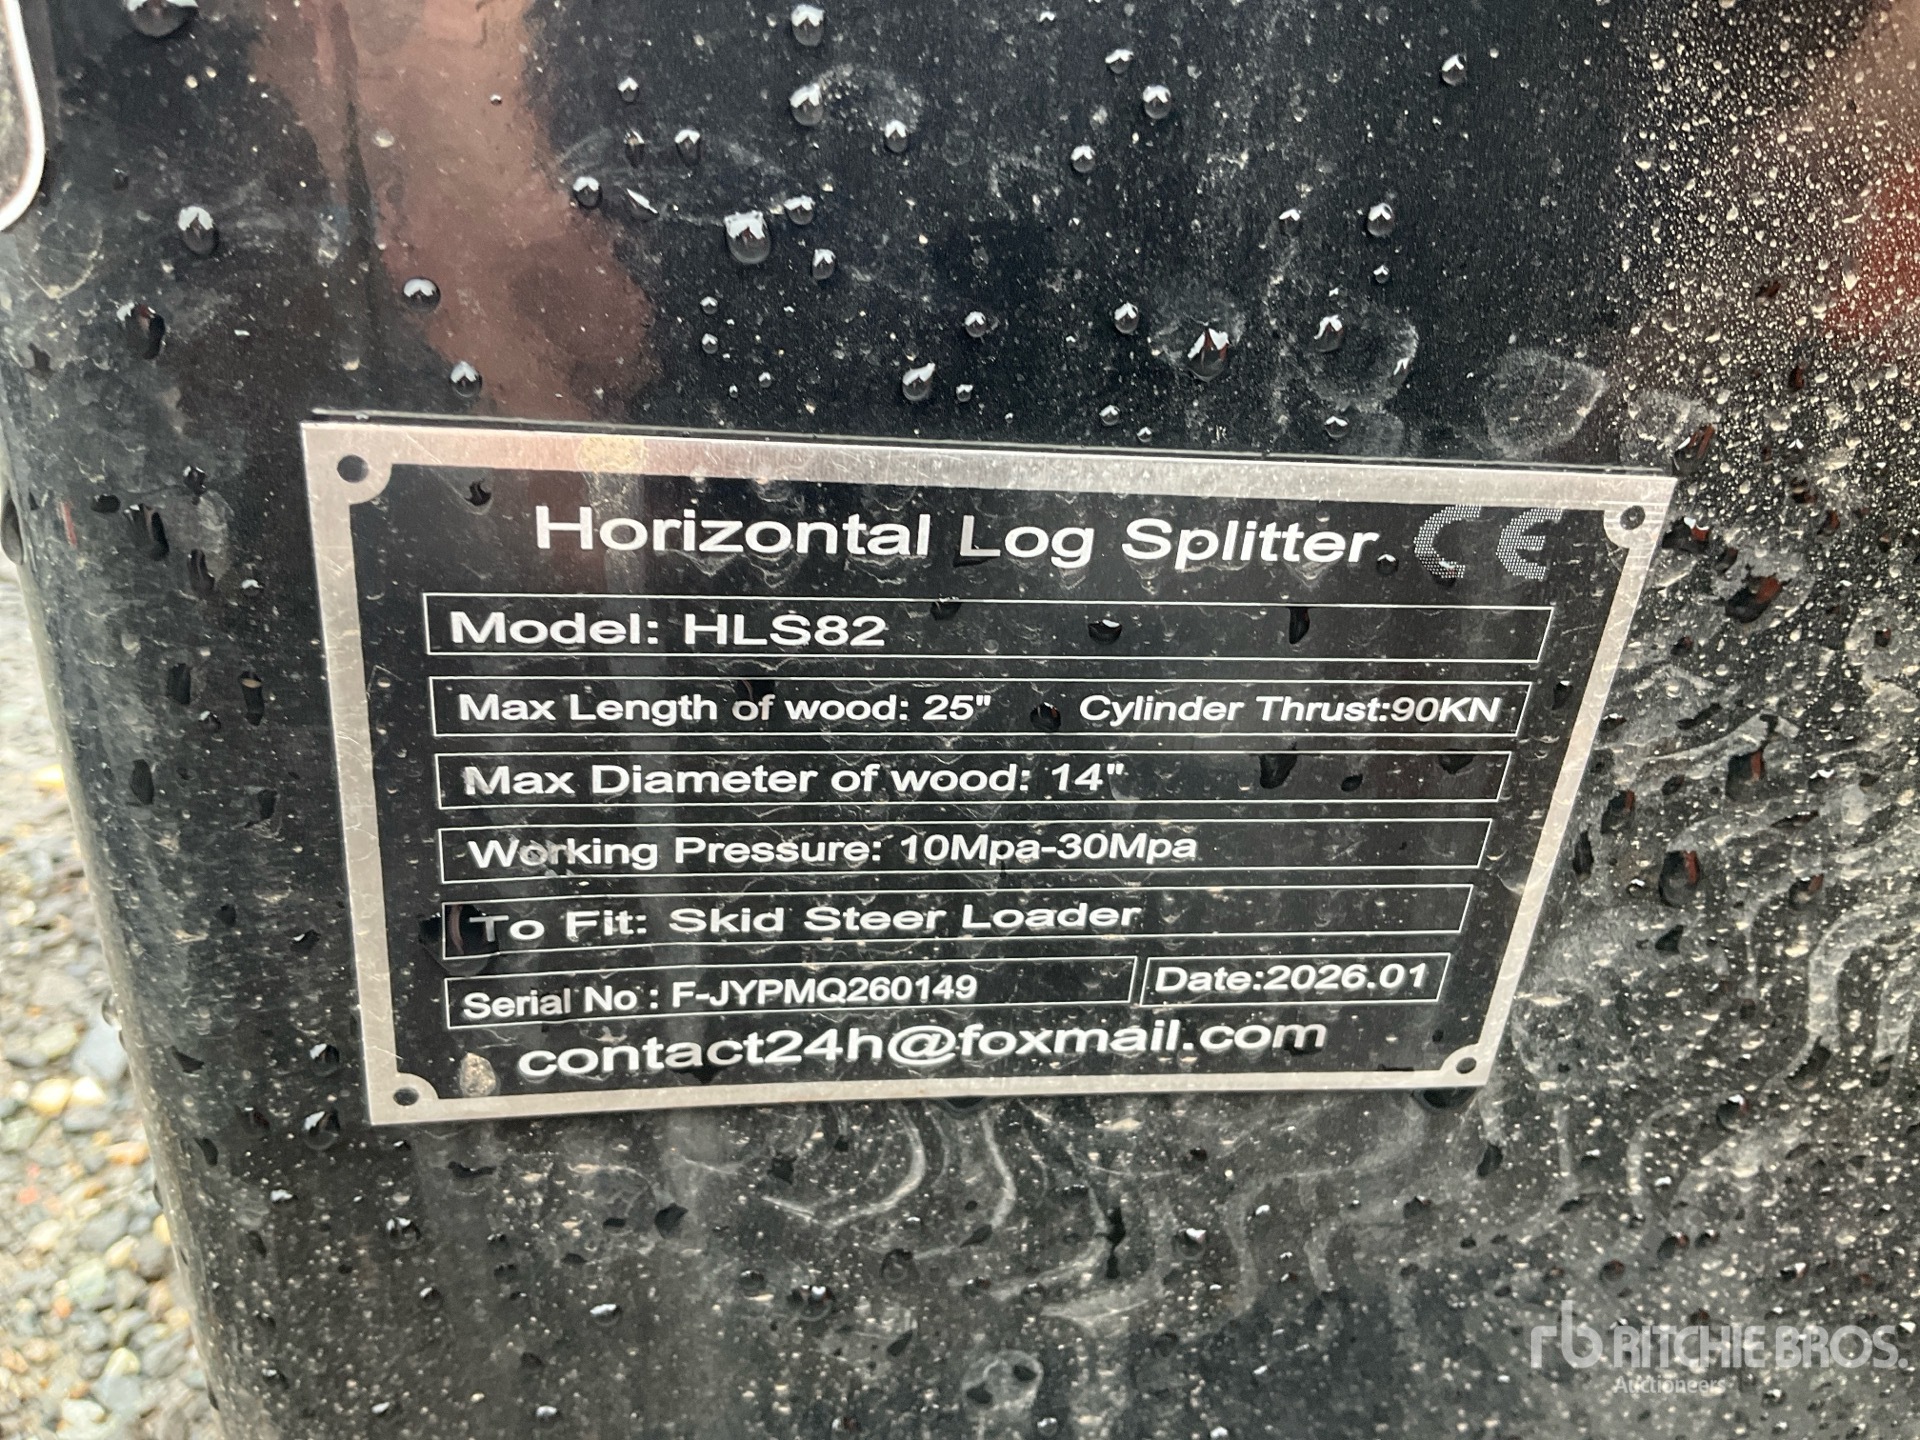 Horizontal Log Splitter CE
Model: HLS82
Max Length of wood: 25" Cylinder Thrust:90KN
Max Diameter of wood: 14"
Working Pressure: 10Mpa-30Mpa
To Fit: Skid Steer Loader
Serial No : F-JYPMQ260149 Date:2026.01
contact24h@foxmail.com
rb RITCHIE BROS.
Auctioneers